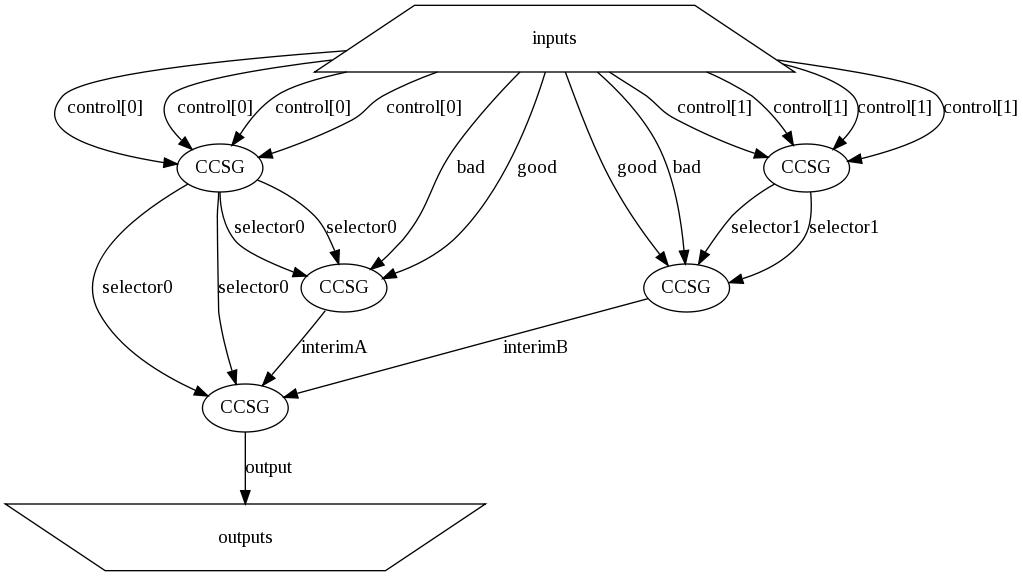 inputs
control[0]
control[0]
control[0]
control[0]
control[1]
control[1]
control[1]
control[1]
CCSG
bad
good
good
bad
CCSG
selector0
selector0
selector1
selector1
selector0
selector0
CCSG
CCSG
interimA
interimB
CCSG
output
outputs